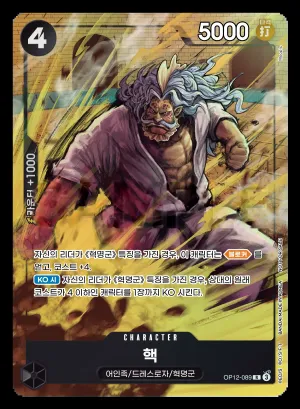 4
5000
打
카운터 +1000
자신의 리더가 《혁명군》 특징을 가진 경우, 이 캐릭터는 블로커 를
얻고, 코스트 +4.
KO 시 자신의 리더가 《혁명군》 특징을 가진 경우, 상대의 원래
코스트가 4 이하인 캐릭터를 1장까지 KO 시킨다.
CHARACTER
핵
어인족/드레스로자/혁명군
OP12-089 R